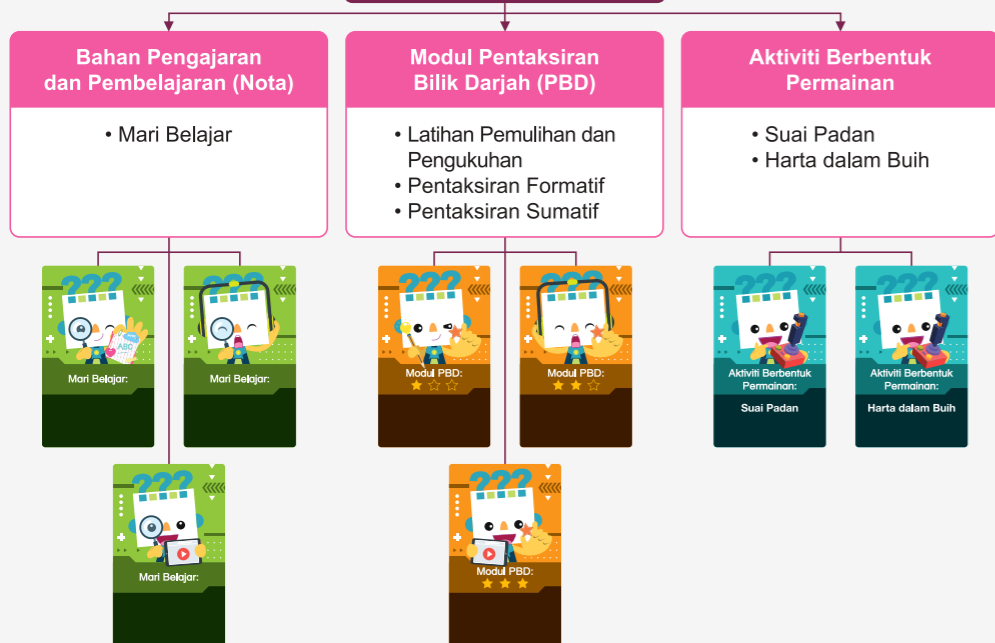 Bahan Pengajaran
dan Pembelajaran (Nota)
• Mari Belajar
Modul Pentaksiran
Bilik Darjah (PBD)
• Latihan Pemulihan dan
Pengukuhan
• Pentaksiran Formatif
• Pentaksiran Sumatif
Aktiviti Berbentuk
Permainan
• Suai Padan
• Harta dalam Buih
???
ABC
Mari Belajar:
???
Mari Belajar:
???
Modul PBD:
???
Modul PBD:
???
Aktiviti Berbentuk
Permainan:
Suai Padan
???
Aktiviti Berbentuk
Permainan:
Harta dalam Buih
???
Mari Belajar:
???
Modul PBD: